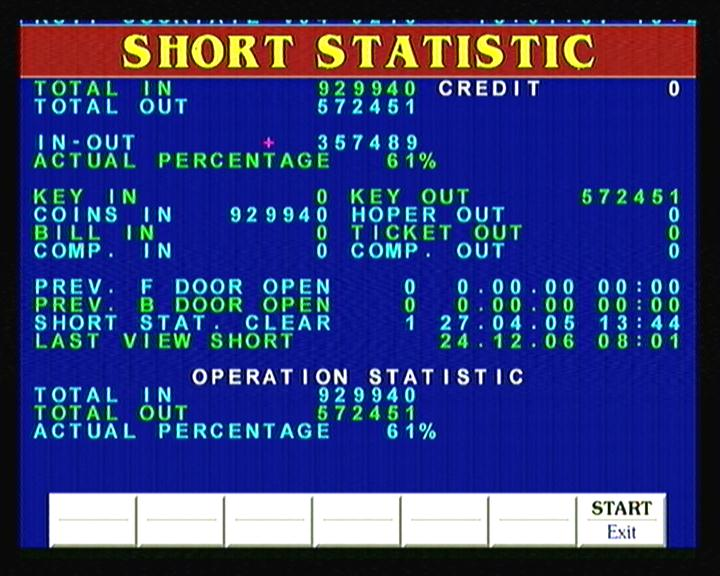 SHORT STATISTIC
TOTAL IN 929940 CREDIT 0
TOTAL OUT 572451
IN-OUT + 357489
ACTUAL PERCENTAGE 61%
KEY IN 0 KEY OUT 572451
COINS IN 929940 HOPER OUT 0
BILL IN 0 TICKET OUT 0
COMP. IN 0 COMP. OUT 0
PREV. F DOOR OPEN 0 0.00.00 00:00
PREV. B DOOR OPEN 0 0.00.00 00:00
SHORT STAT. CLEAR 1 27.04.05 13:44
LAST VIEW SHORT 24.12.06 08:01
OPERATION STATISTIC
TOTAL IN 929940
TOTAL OUT 572451
ACTUAL PERCENTAGE 61%
START
Exit